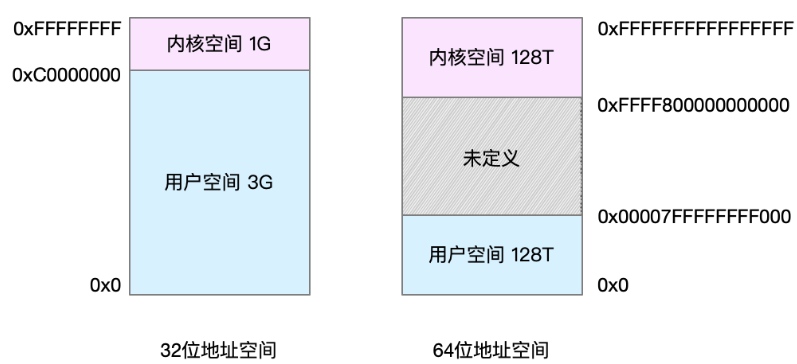 0xFFFFFFFF
内核空间 1G
0xC0000000
用户空间 3G
0x0
32位地址空间
内核空间 128T
0xFFFFFFFFFFFFFFFF
0xFFFF800000000000
未定义
0x00007FFFFFFFF000
用户空间 128T
0x0
64位地址空间